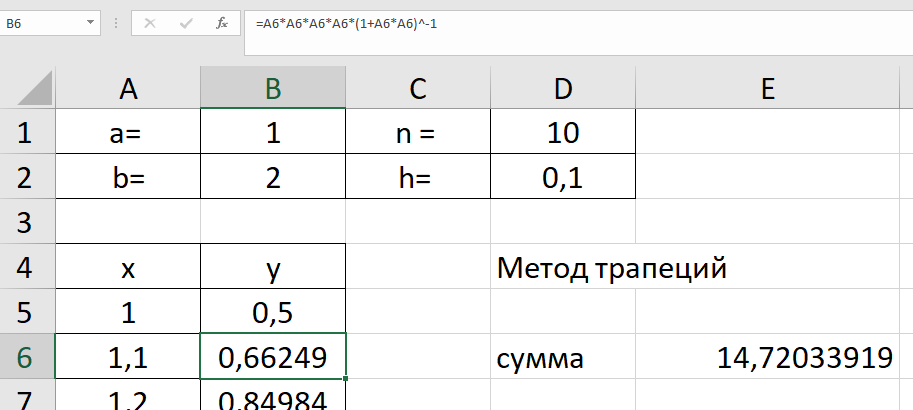 B6 fx =A6*A6*A6*A6*(1+A6*A6)^-1
A B C D E
1 a= 1 n = 10
2 b= 2 h= 0,1
3
4 x y Метод трапеций
5 1 0,5
6 1,1 0,66249 сумма 14,72033919
7 1,2 0,84984